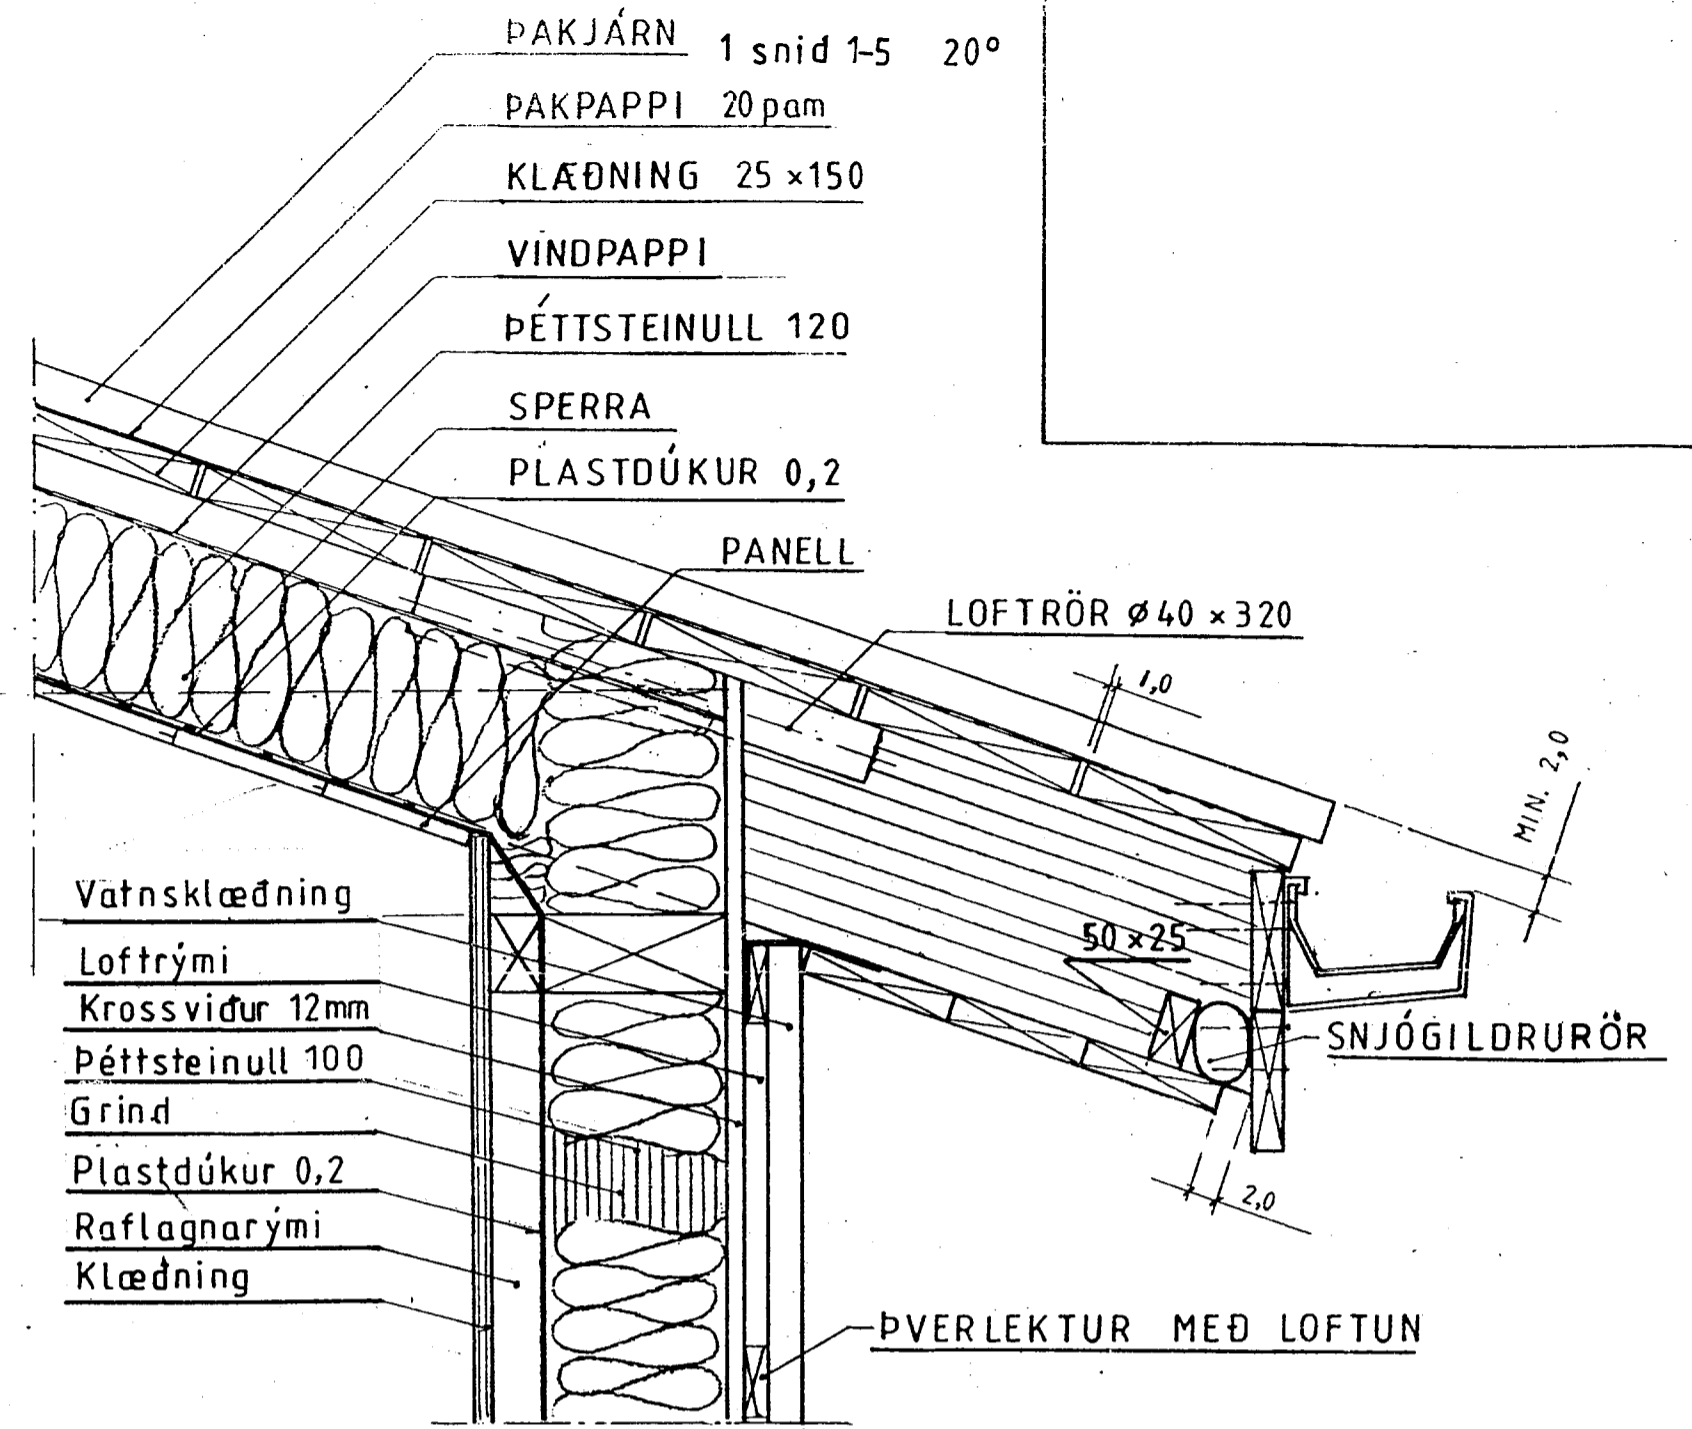 ÞAKJÁRN 1 snid 1-5 20°
ÞAKPAPPI 20 pam
KLÆÐNING 25 ×150
VINDPAPPI
ÞÉTTSTEINULL 120
SPERRA
PLASTDÚKUR 0,2
PANELL
LOFTRÖR ø 40 × 320
1,0
MIN. 2,0
50 × 25
SNJÓGILDRURÖR
2,0
Vatnsklæðning
Loftrými
Krossviður 12mm
Þéttsteinull 100
Grind
Plastdúkur 0,2
Raflagnarými
Klæðning
ÞVERLEKTUR MEÐ LOFTUN